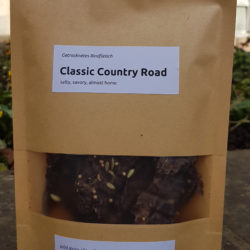 Getrocknetes Rindfleisch
Classic Country Road
salty, savory, almost home